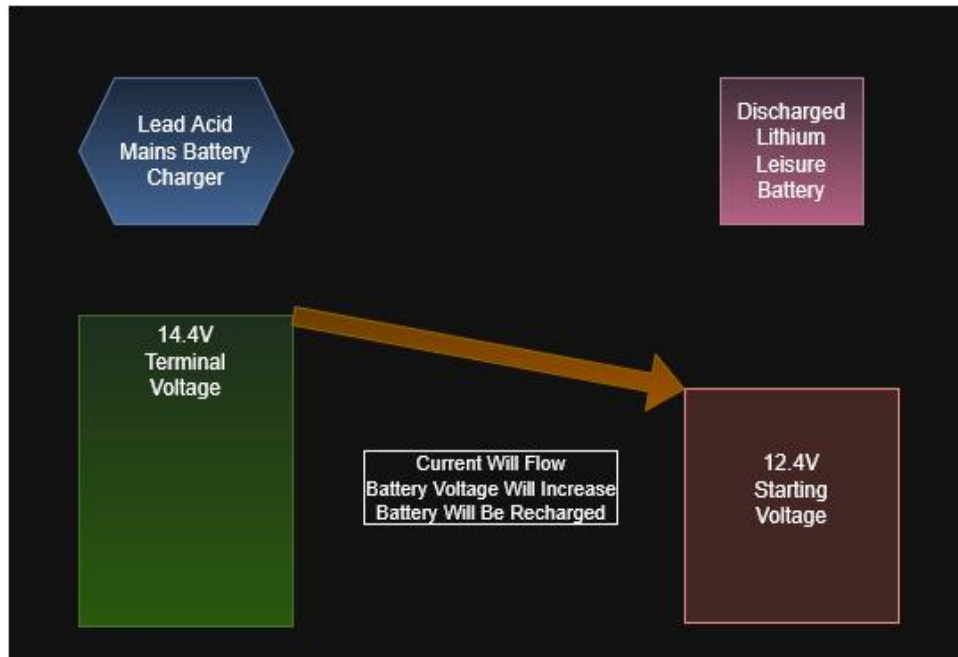 Lead Acid
Mains Battery
Charger
Discharged
Lithium
Leisure
Battery
14.4V
Terminal
Voltage
Current Will Flow
Battery Voltage Will Increase
Battery Will Be Recharged
12.4V
Starting
Voltage